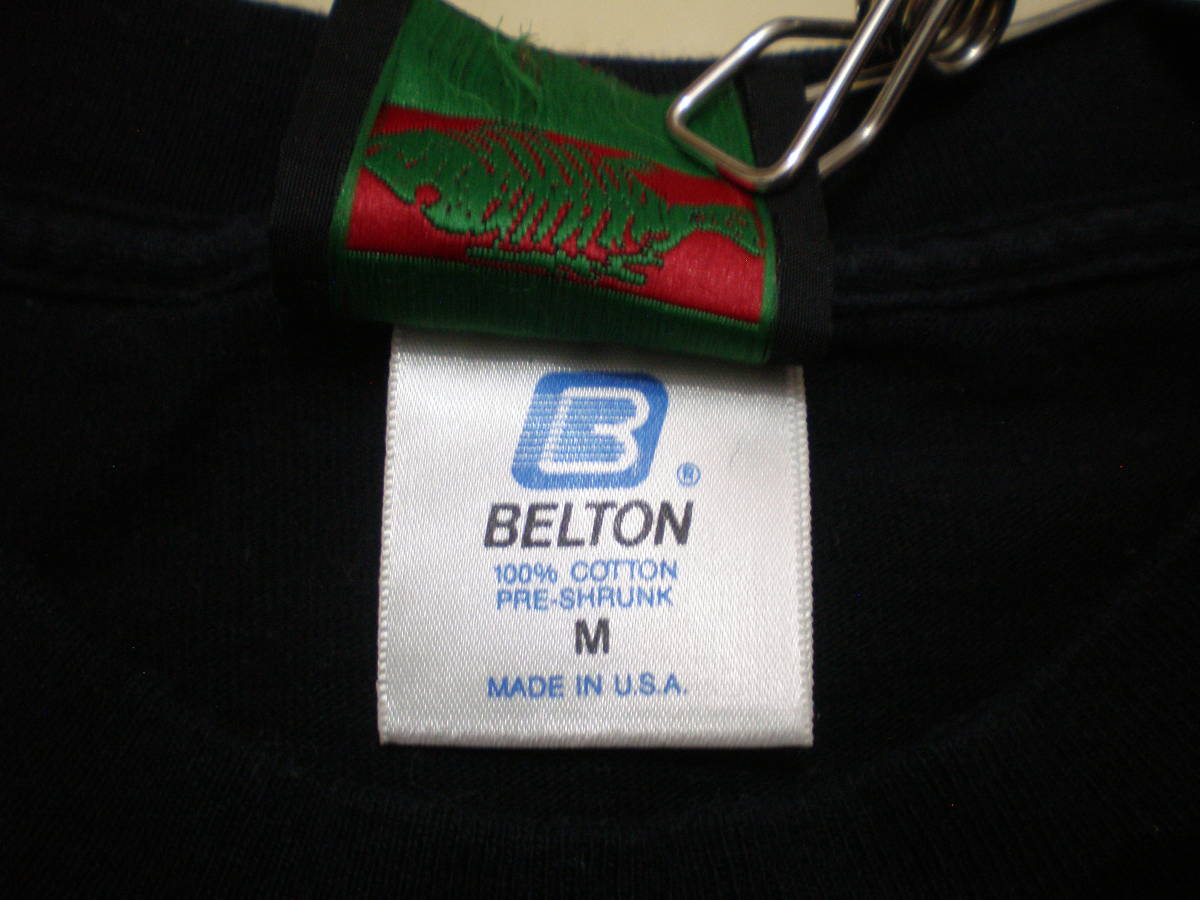 B
®
BELTON
100% COTTON
PRE-SHRUNK
M
MADE IN U.S.A.